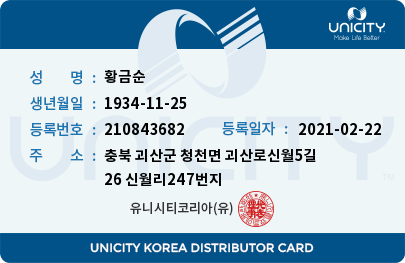 UNICITY
Make Life Better
성 명 : 황금순
생년월일 : 1934-11-25
등록번호 : 210843682 등록일자 : 2021-02-22
주 소 : 충북 괴산군 청천면 괴산로신월5길
26 신월리247번지
유니시티코리아(유)
UNICITY KOREA DISTRIBUTOR CARD